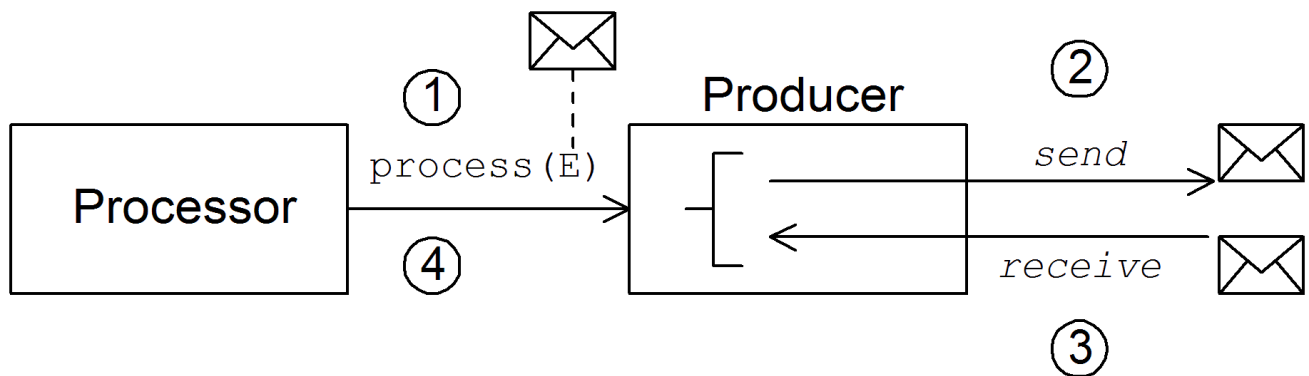 1
2
Producer
process(E)
send
Processor
4
receive
3